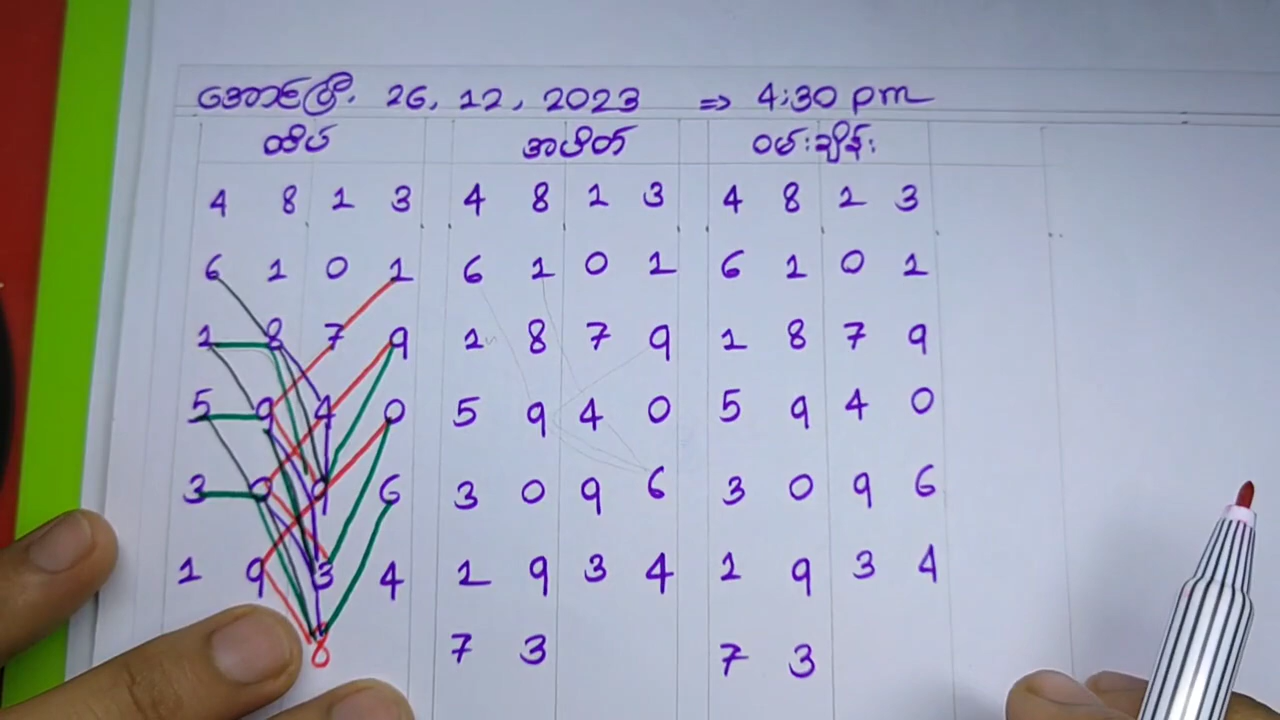 အောင်ပြီ. 26, 12, 2023 ⇒ 4:30 pm
ထိပ် အပိတ် ဝမ်းချိန်း
4 8 1 3 4 8 1 3 4 8 1 3
6 1 0 1 6 1 0 1 6 1 0 1
1 8 7 9 1 8 7 9 1 8 7 9
5 9 4 0 5 9 4 0 5 9 4 0
3 0 9 6 3 0 9 6 3 0 9 6
1 9 3 4 1 9 3 4 1 9 3 4
8 7 3 7 3